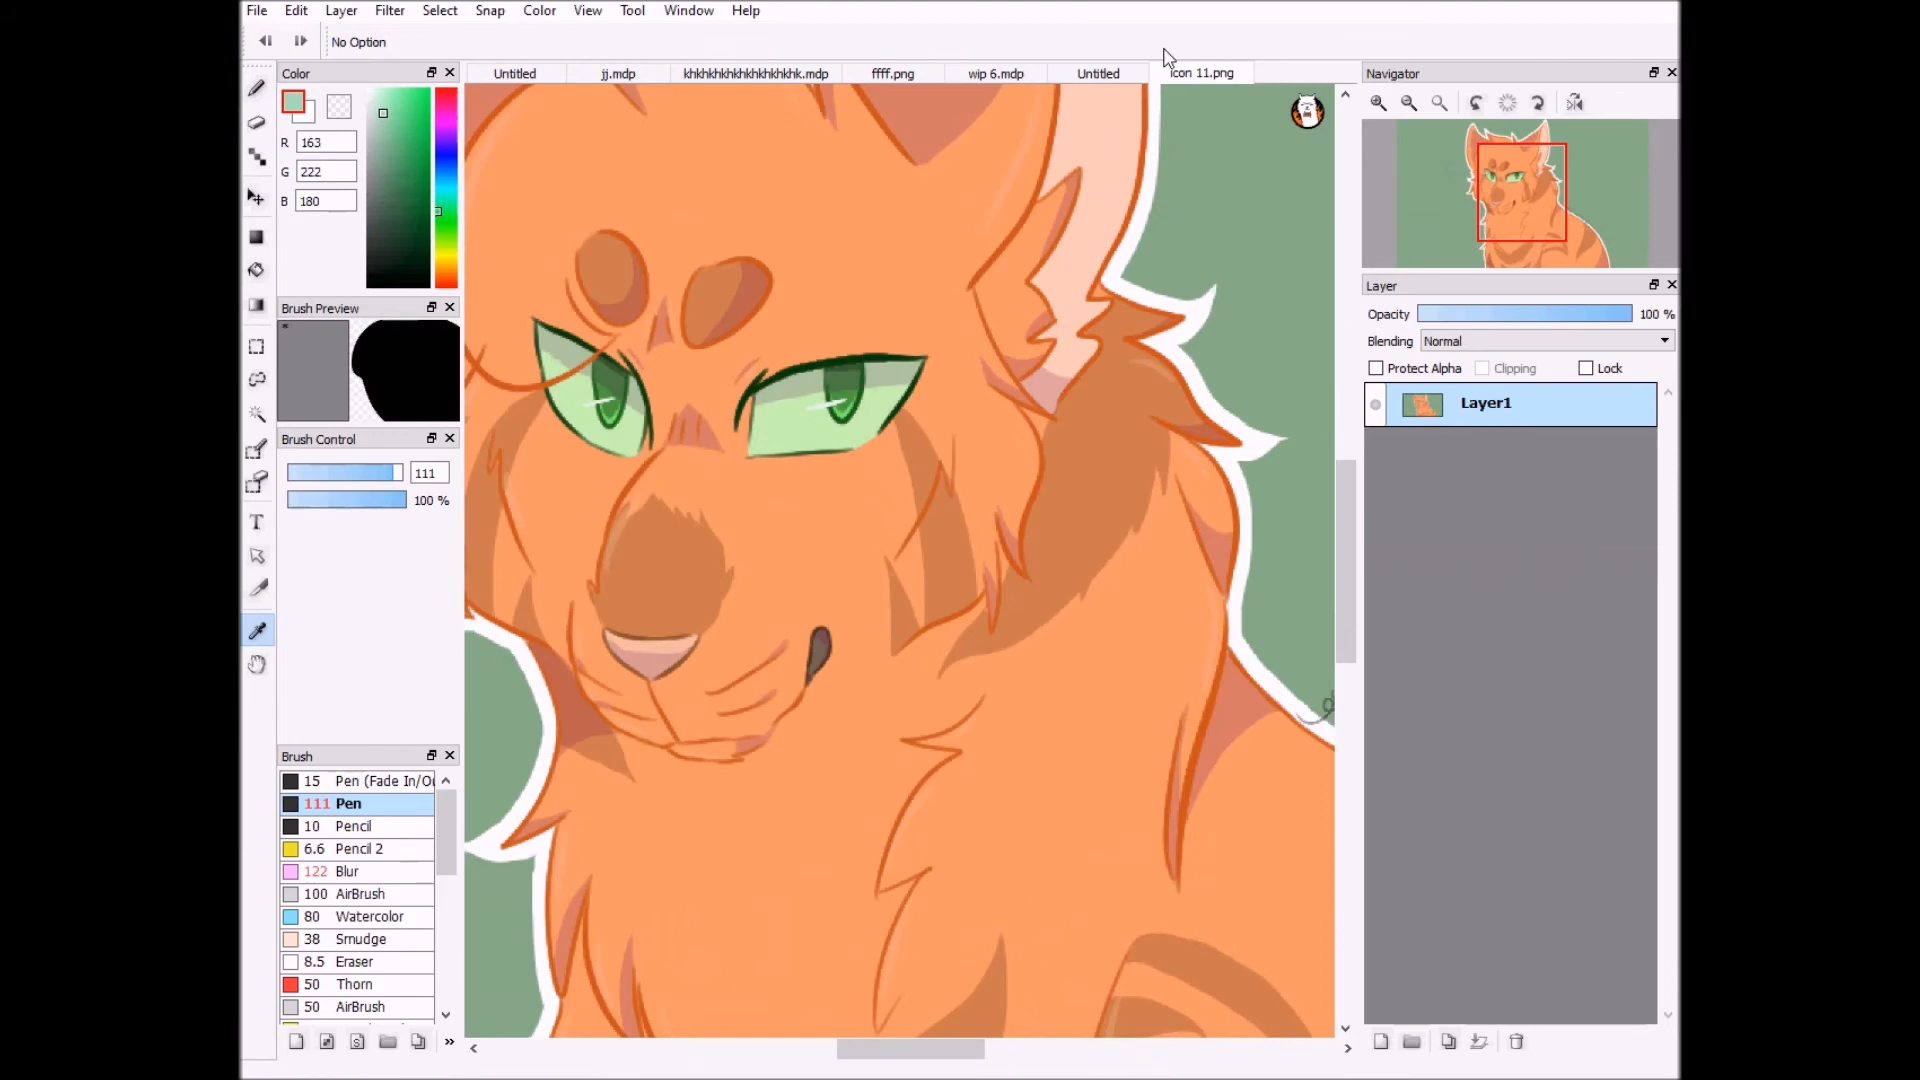 File Edit Layer Filter Select Snap Color View Tool Window Help
No Option
Color
Untitled jj.mdp khkhkhkhkhkhkhkhk.mdp ffff.png wip 6.mdp Untitled icon 11.png
Navigator
R 163
G 222
B 180
Brush Preview
*
Layer
Opacity 100 %
Blending Normal
Protect Alpha Clipping Lock
Layer1
Brush Control
111
100 %
T
Brush
15 Pen (Fade In/Ou
111 Pen
10 Pencil
6.6 Pencil 2
122 Blur
100 AirBrush
80 Watercolor
38 Smudge
8.5 Eraser
50 Thorn
50 AirBrush